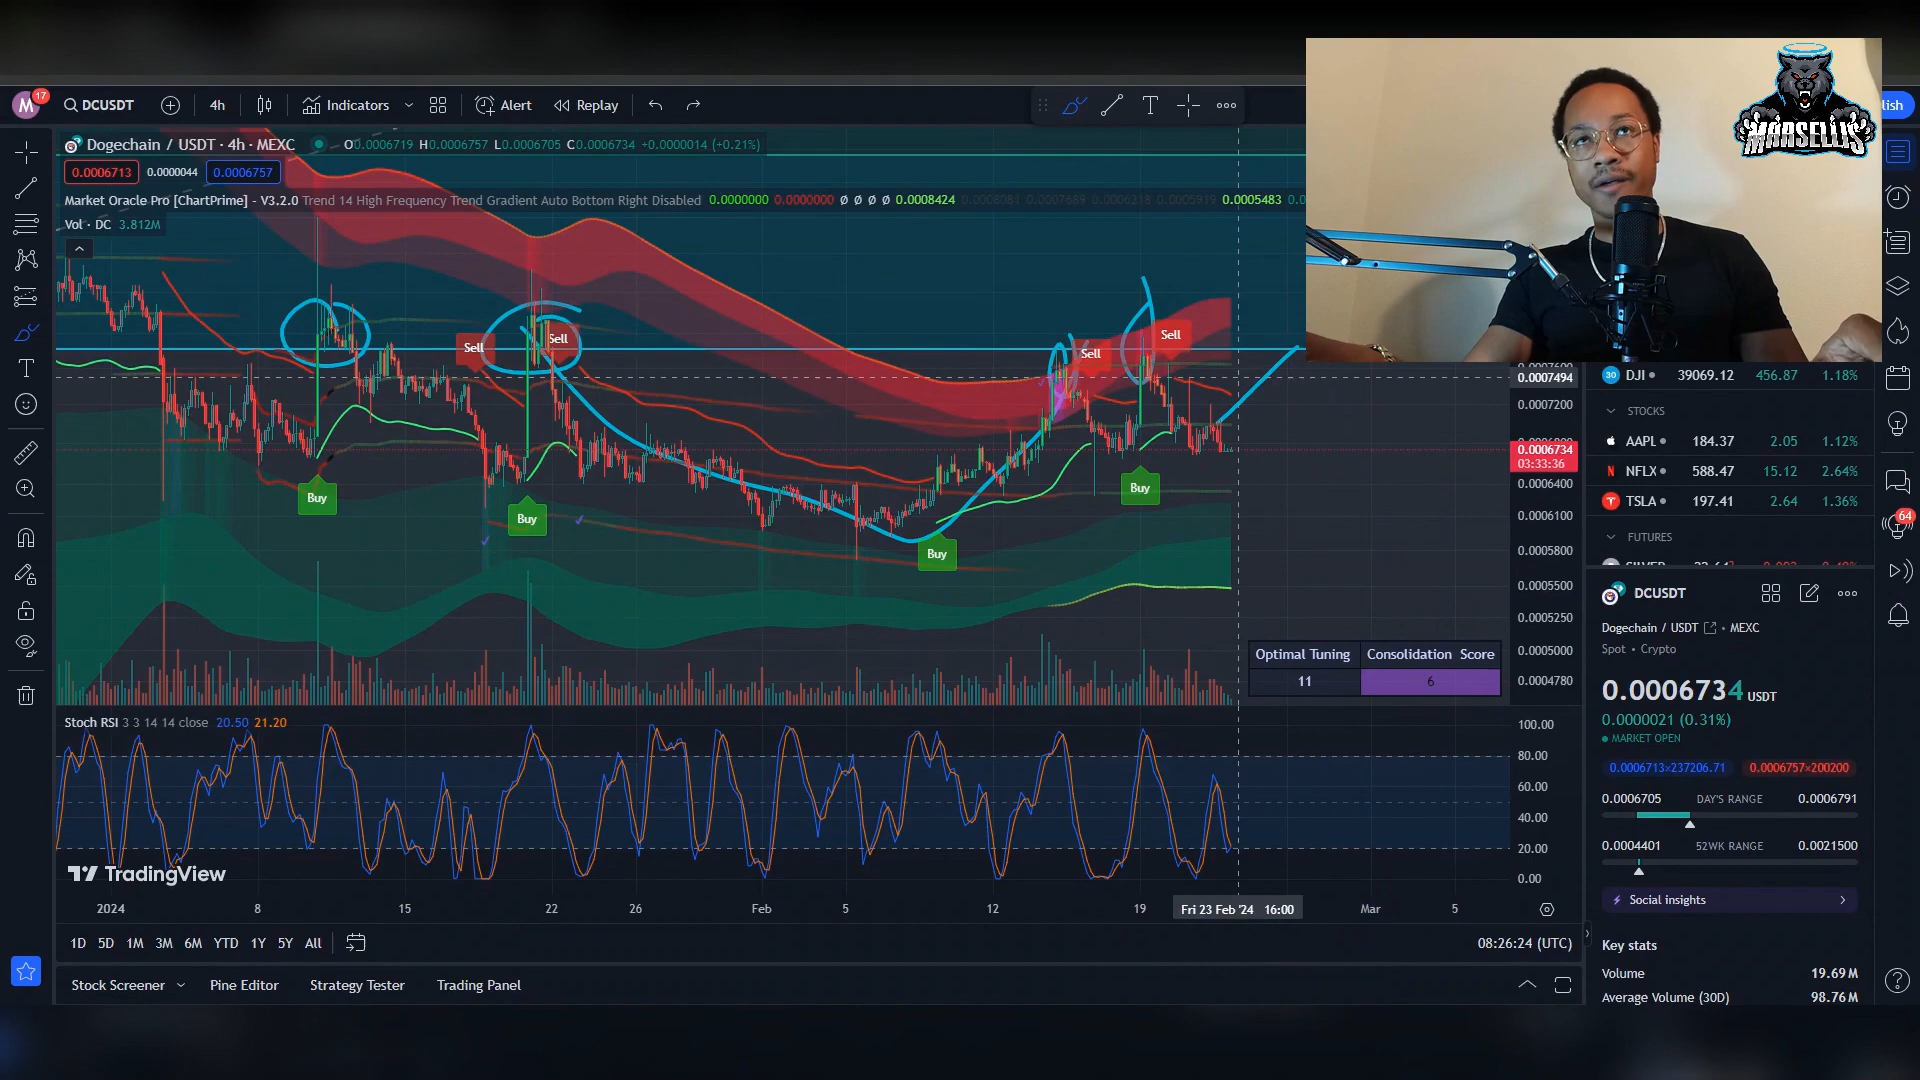 M 17 DCUSDT 4h Indicators Alert Replay
MARSELLIS
lish
Dogechain / USDT · 4h · MEXC O0.0006719 H0.0006757 L0.0006705 C0.0006734 +0.0000014 (+0.21%)
0.0006713 0.0000044 0.0006757
Market Oracle Pro [ChartPrime] - V3.2.0 Trend 14 High Frequency Trend Gradient Auto Bottom Right Disabled 0.0000000 0.0000000 ø ø ø ø 0.0008424 0.0008081 0.0007689 0.0006218 0.0005919 0.0005483
Vol · DC 3.812M
Sell
Sell
Sell
Sell
Buy
Buy
Buy
Buy
0.0007494
0.0007200
0.0006734
03:33:36
0.0006400
0.0006100
0.0005800
0.0005500
0.0005250
0.0005000
0.0004780
Optimal Tuning Consolidation Score
11 6
Stoch RSI 3 3 14 14 close 20.50 21.20
100.00
80.00
60.00
40.00
20.00
0.00
TradingView
2024 8 15 22 26 Feb 5 12 19 Fri 23 Feb '24 16:00 Mar 5
1D 5D 1M 3M 6M YTD 1Y 5Y All 08:26:24 (UTC)
Stock Screener Pine Editor Strategy Tester Trading Panel
30 DJI 39069.12 456.87 1.18%
STOCKS
AAPL 184.37 2.05 1.12%
NFLX 588.47 15.12 2.64%
TSLA 197.41 2.64 1.36%
FUTURES
64
DCUSDT
Dogechain / USDT · MEXC
Spot · Crypto
0.0006734 USDT
0.0000021 (0.31%)
MARKET OPEN
0.0006713×237206.71 0.0006757×200200
0.0006705 DAY'S RANGE 0.0006791
0.0004401 52WK RANGE 0.0021500
Social insights
Key stats
Volume 19.69M
Average Volume (30D) 98.76M